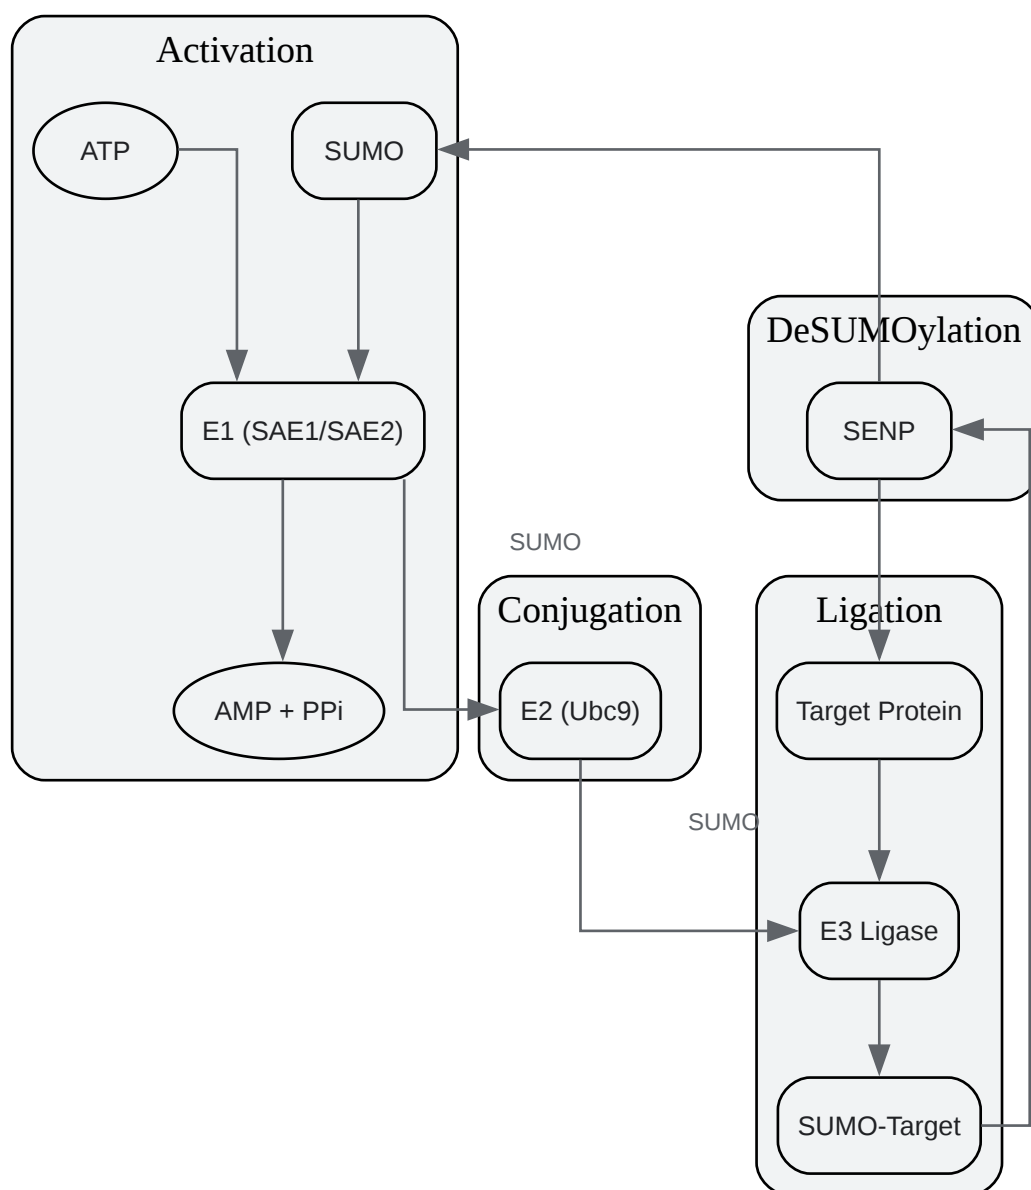 Activation
ATP
SUMO
DeSUMOylation
E1 (SAE1/SAE2)
SENP
SUMO
Conjugation
Ligation
AMP + PPi
E2 (Ubc9)
Target Protein
SUMO
E3 Ligase
SUMO-Target